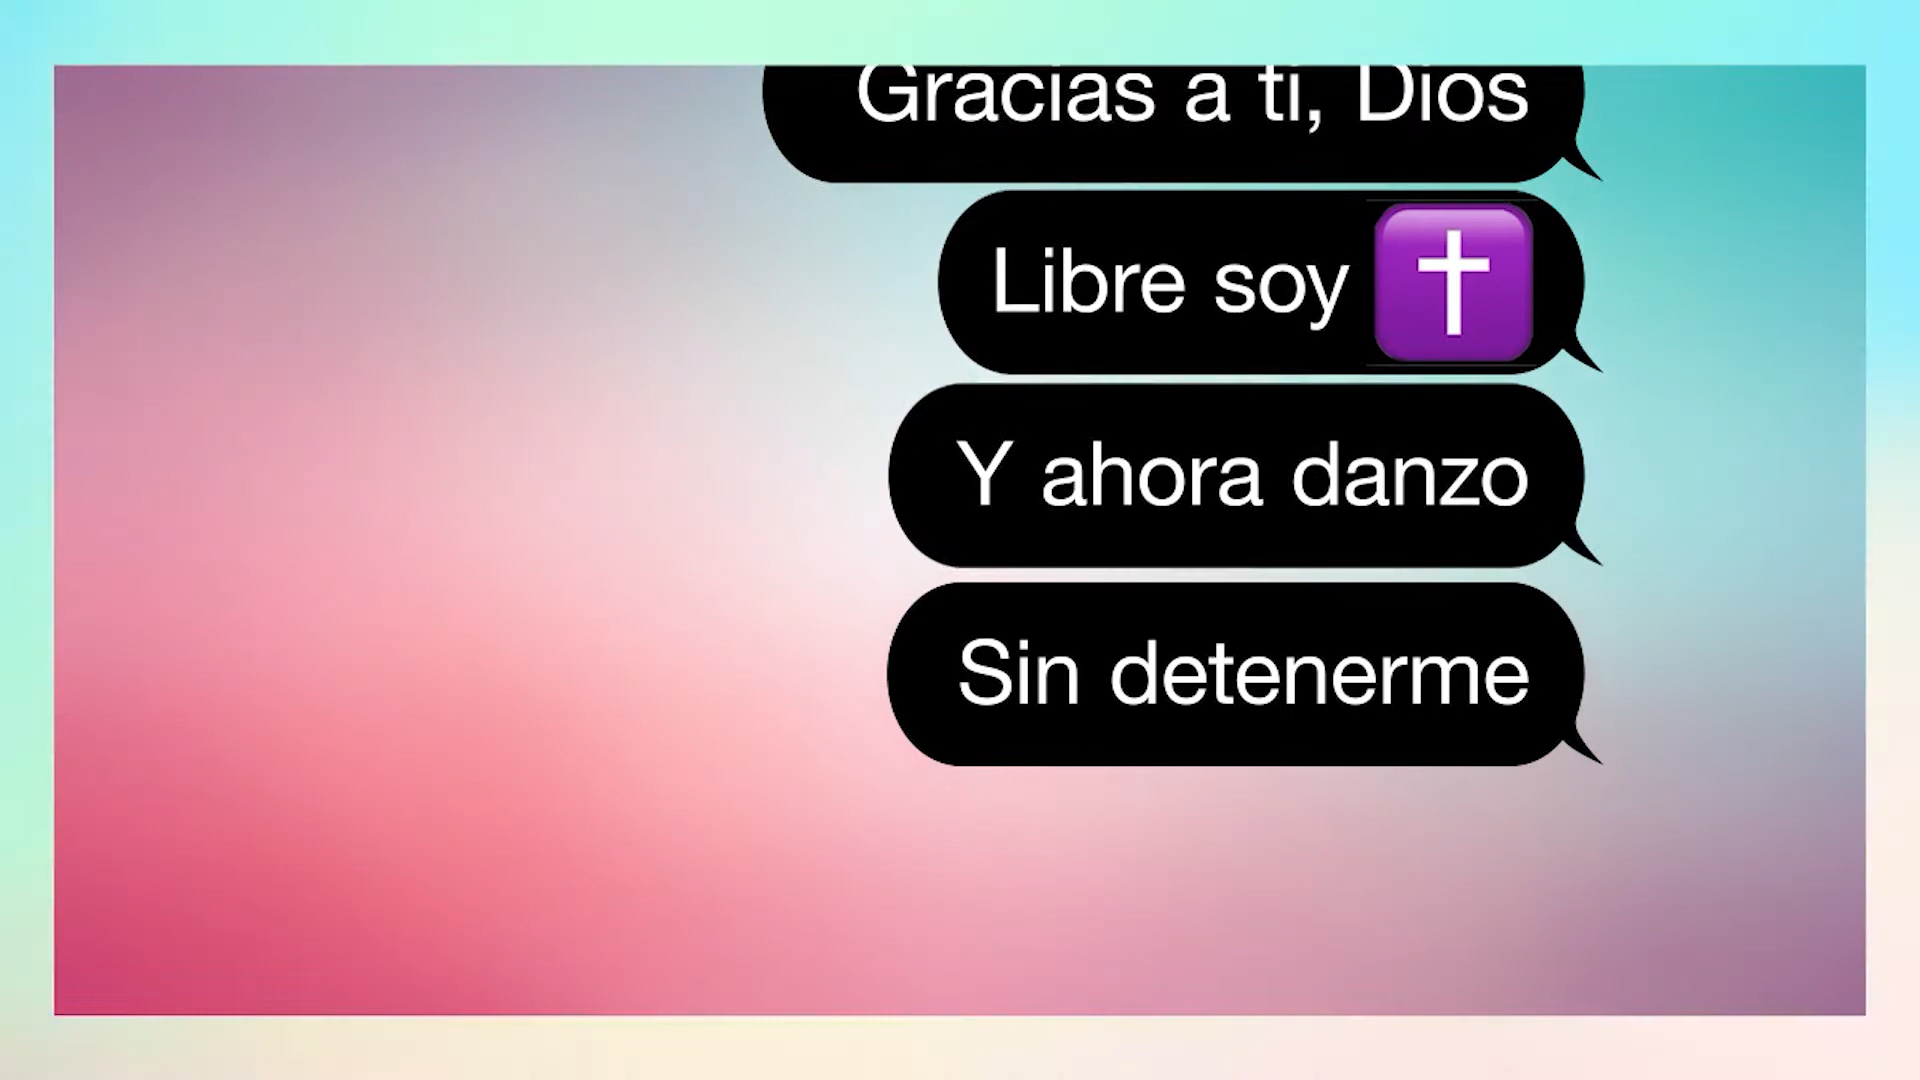 Gracias a ti, Dios
Libre soy ✝️
Y ahora danzo
Sin detenerme